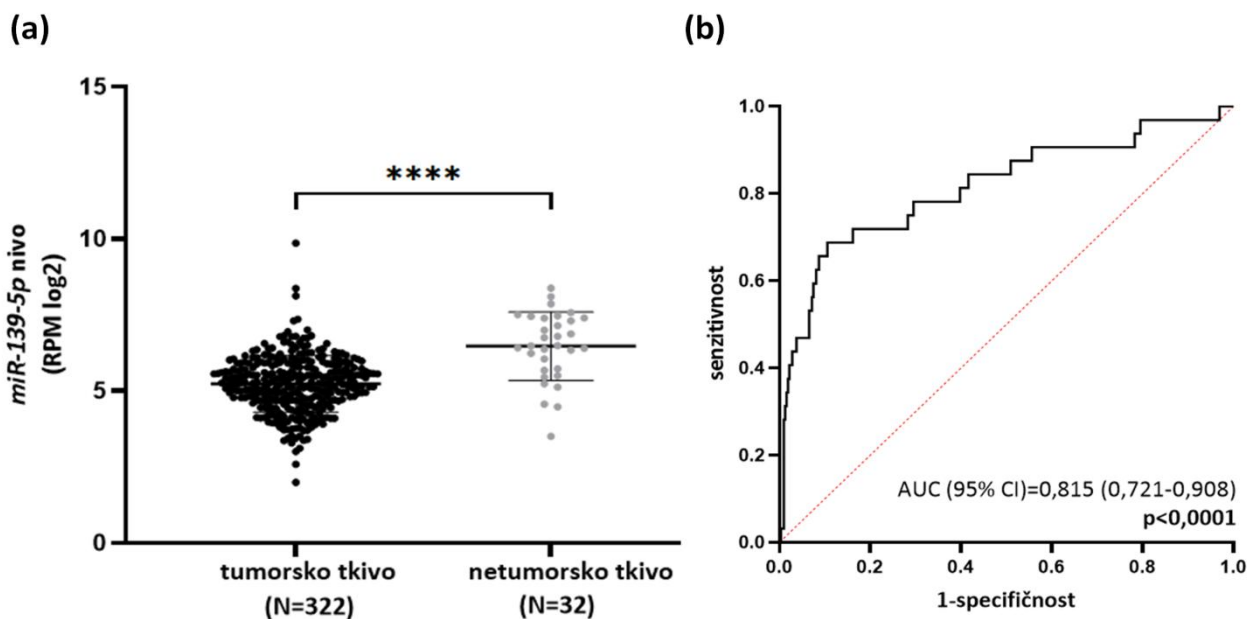 (a)
miR-139-5p nivo
(RPM log2)
15
10
5
0
****
tumorsko tkivo
(N=322)
netumorsko tkivo
(N=32)
(b)
senzitivnost
1.0
0.8
0.6
0.4
0.2
0.0
AUC (95% CI)=0,815 (0,721-0,908)
p<0,0001
0.0 0.2 0.4 0.6 0.8 1.0
1-specifičnost